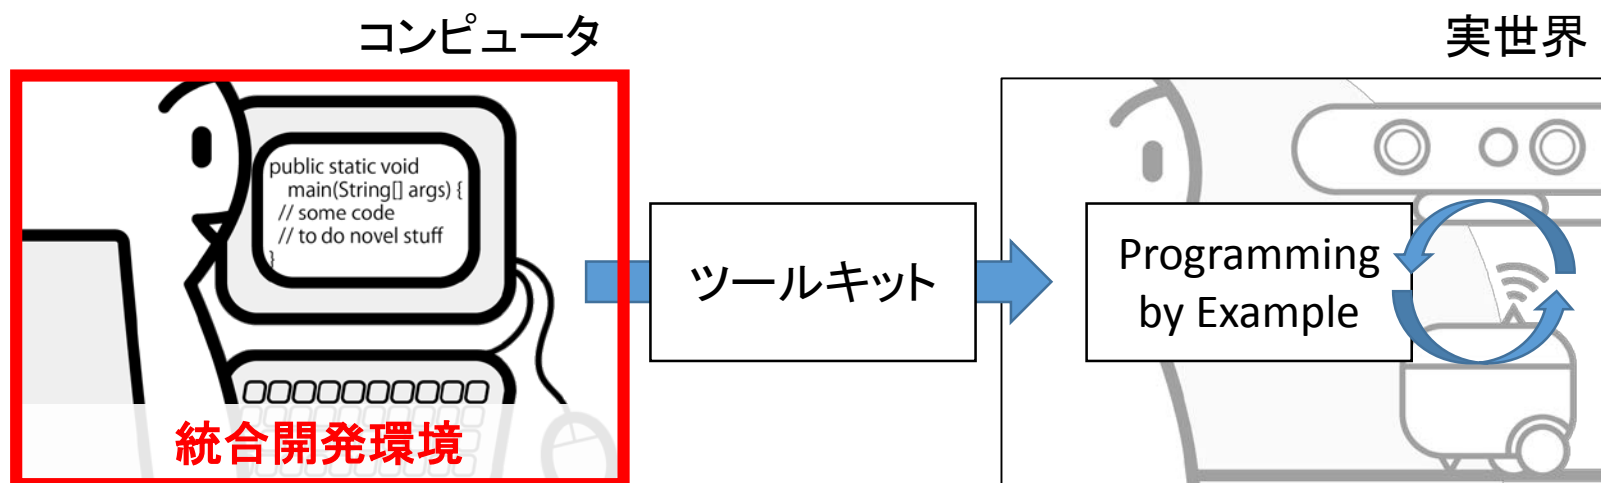 コンピュータ
実世界
public static void
main(String[] args) {
// some code
// to do novel stuff
}
ツールキット
Programming
by Example
統合開発環境